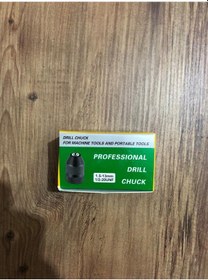 DRILL CHUCK
FOR MACHINE TOOLS AND PORTABLE TOOLS
PROFESSIONAL
DRILL
CHUCK
1.5-13mm
1/2-20UNF